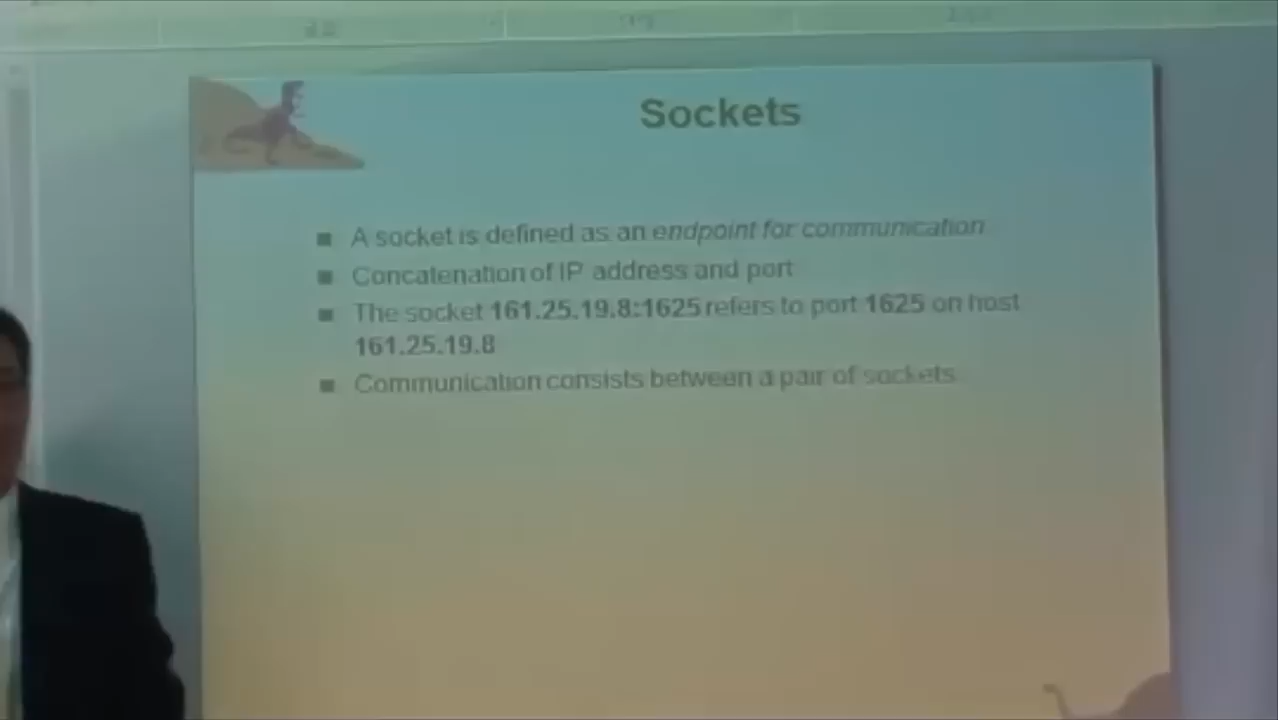 Sockets
A socket is defined as an endpoint for communication
Concatenation of IP address and port
The socket 161.25.19.8:1625 refers to port 1625 on host
161.25.19.8
Communication consists between a pair of sockets